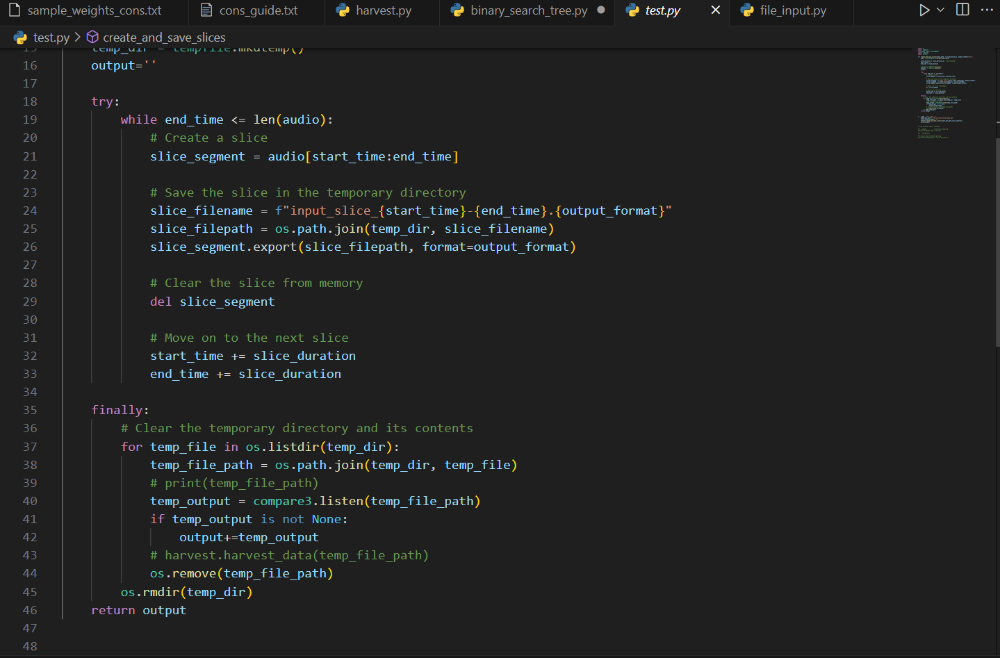 sample_weights_cons.txt cons_guide.txt harvest.py binary_search_tree.py test.py file_input.py
test.py > create_and_save_slices
15 temp_dir = tempfile.mkdtemp()
16 output=''
17
18 try:
19 while end_time <= len(audio):
20 # Create a slice
21 slice_segment = audio[start_time:end_time]
22
23 # Save the slice in the temporary directory
24 slice_filename = f"input_slice_{start_time}-{end_time}.{output_format}"
25 slice_filepath = os.path.join(temp_dir, slice_filename)
26 slice_segment.export(slice_filepath, format=output_format)
27
28 # Clear the slice from memory
29 del slice_segment
30
31 # Move on to the next slice
32 start_time += slice_duration
33 end_time += slice_duration
34
35 finally:
36 # Clear the temporary directory and its contents
37 for temp_file in os.listdir(temp_dir):
38 temp_file_path = os.path.join(temp_dir, temp_file)
39 # print(temp_file_path)
40 temp_output = compare3.listen(temp_file_path)
41 if temp_output is not None:
42 output+=temp_output
43 # harvest.harvest_data(temp_file_path)
44 os.remove(temp_file_path)
45 os.rmdir(temp_dir)
46 return output
47
48